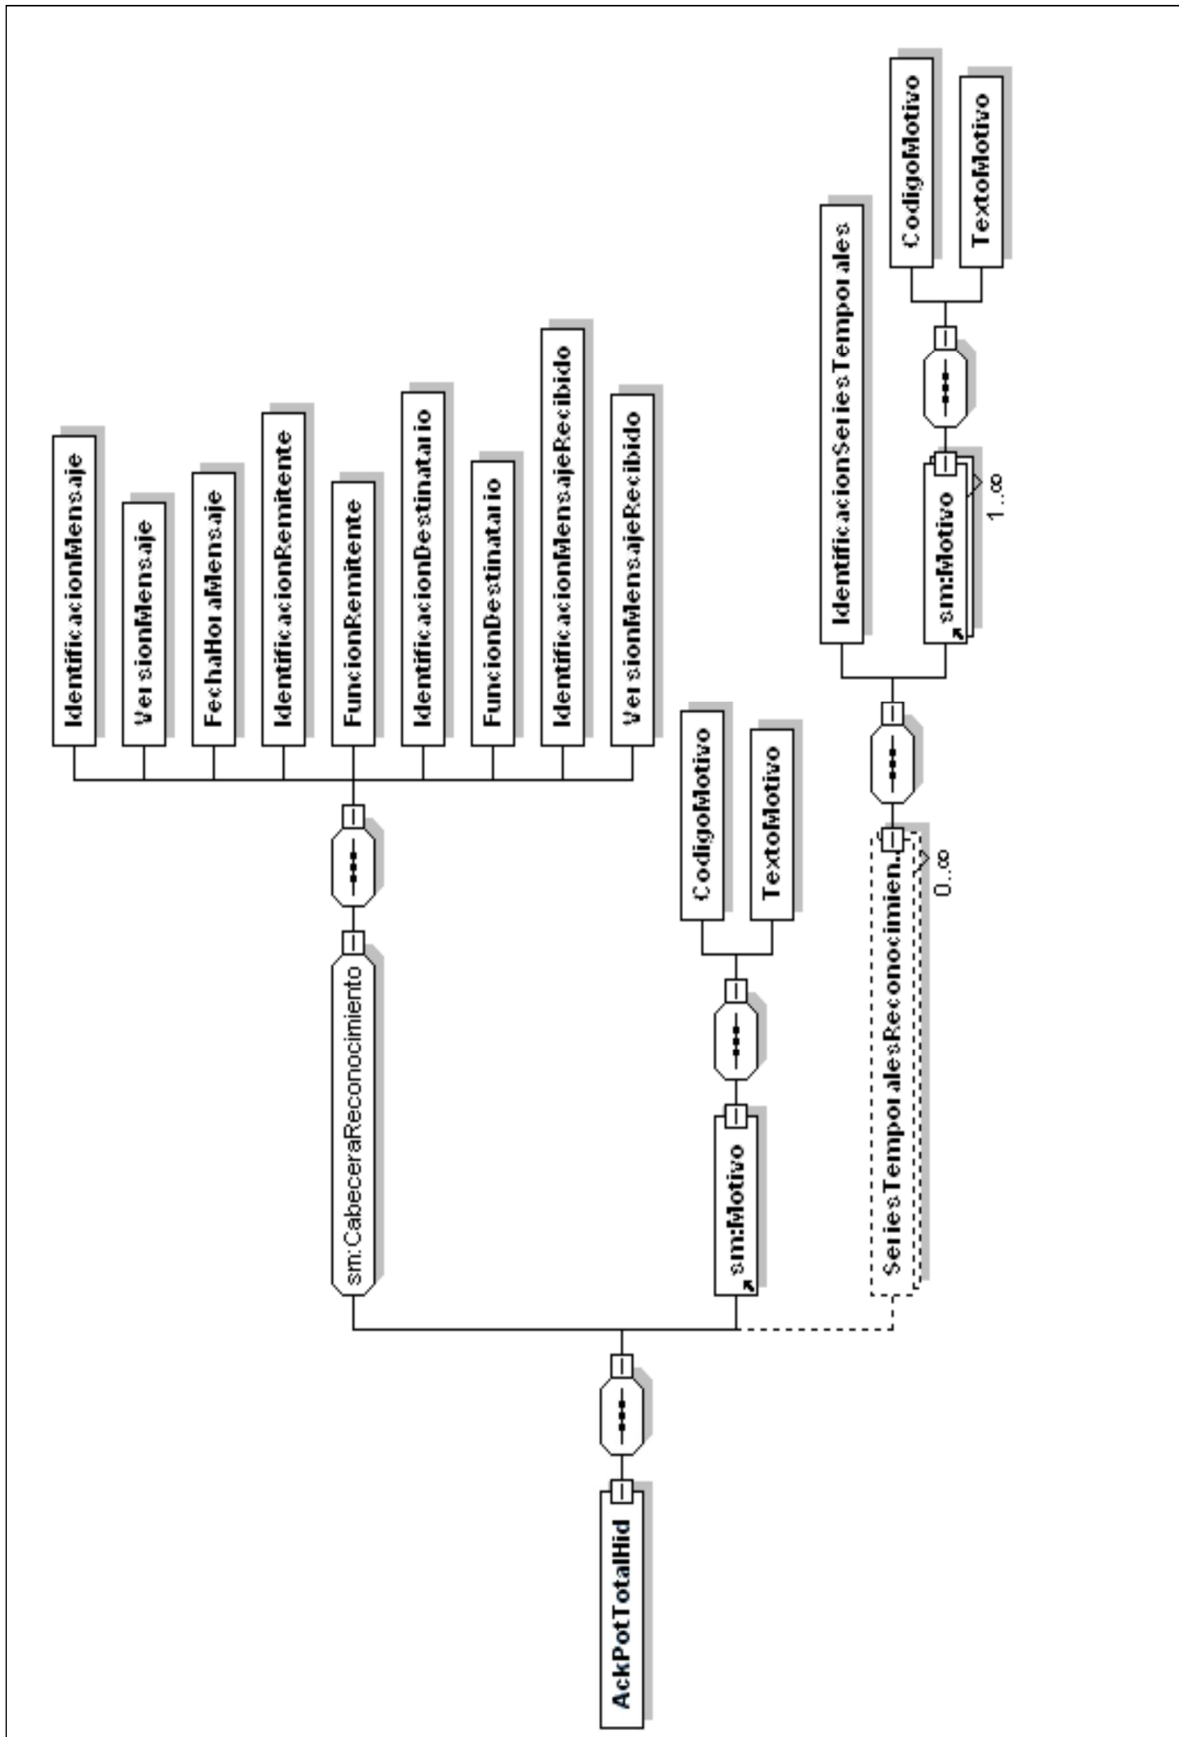 AckPotTotalHid
sm:CabeceraReconocimiento
IdentificacionMensaje
VersionMensaje
FechaHoraMensaje
IdentificacionRemitente
FuncionRemitente
IdentificacionDestinatario
FuncionDestinatario
IdentificacionMensajeRecibido
VersionMensajeRecibido
sm:Motivo
CodigoMotivo
TextoMotivo
SeriesTemporalesReconocimien...
0..∞
IdentificacionSeriesTemporales
sm:Motivo
1..∞
CodigoMotivo
TextoMotivo